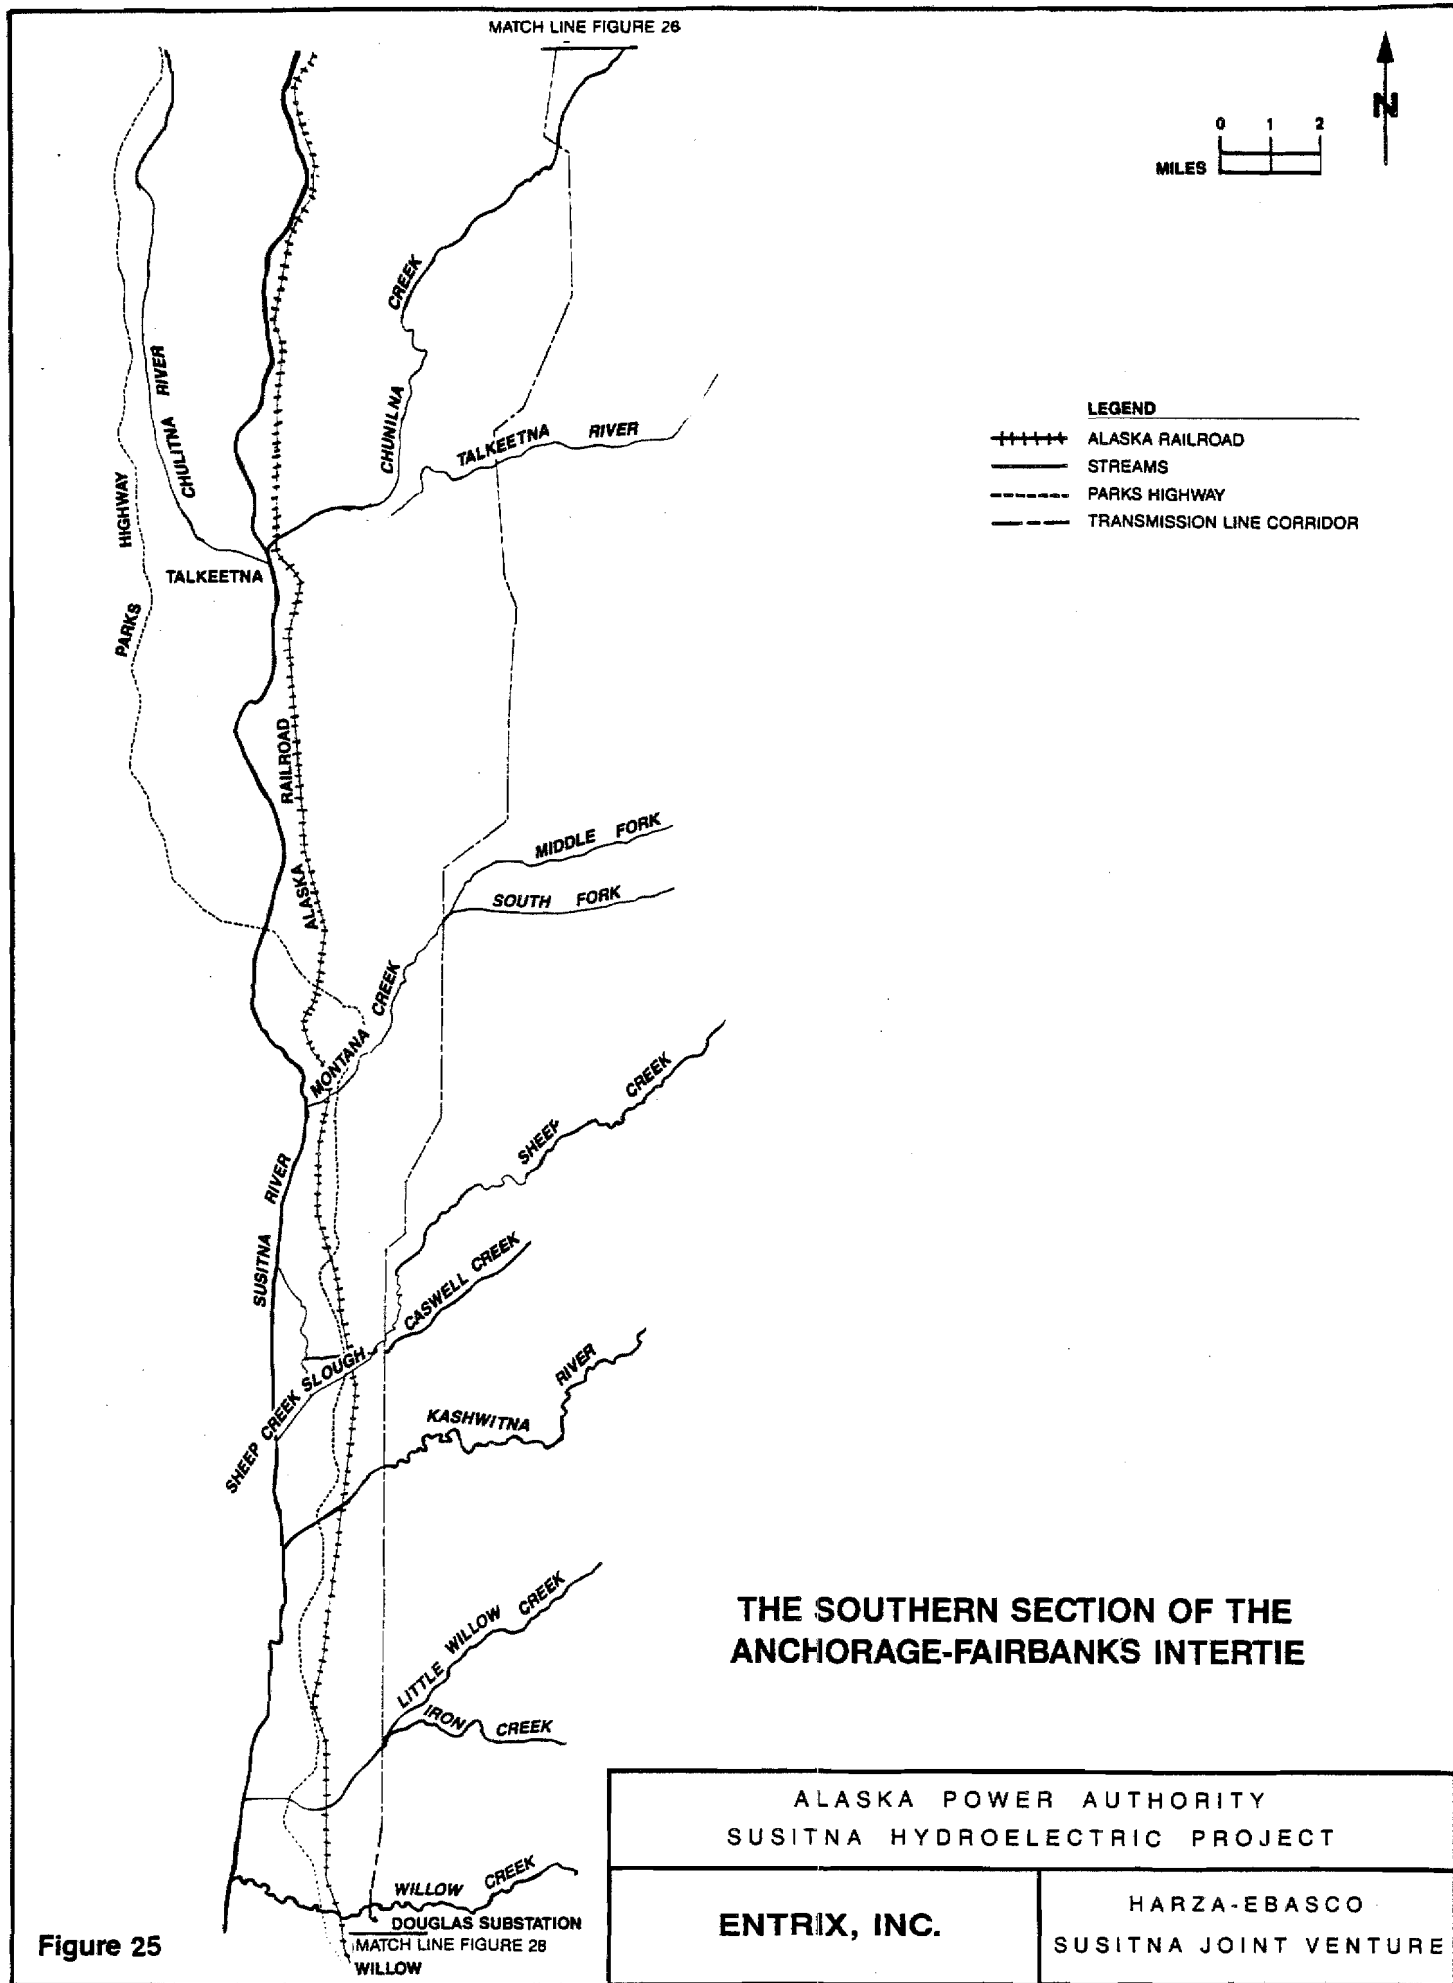 MATCH LINE FIGURE 26
N
0 1 2
MILES
CREEK
CHUNILNA
RIVER
CHULITNA
TALKEETNA RIVER
HIGHWAY
PARKS
TALKEETNA
LEGEND
ALASKA RAILROAD
STREAMS
PARKS HIGHWAY
TRANSMISSION LINE CORRIDOR
RAILROAD
ALASKA
MIDDLE FORK
SOUTH FORK
CREEK
MONTANA
SHEEP CREEK
RIVER
SUSITNA
CASWELL CREEK
SHEEP CREEK SLOUGH
RIVER
KASHWITNA
LITTLE WILLOW CREEK
IRON CREEK
THE SOUTHERN SECTION OF THE
ANCHORAGE-FAIRBANKS INTERTIE
WILLOW CREEK
DOUGLAS SUBSTATION
MATCH LINE FIGURE 28
WILLOW
Figure 25
ALASKA POWER AUTHORITY
SUSITNA HYDROELECTRIC PROJECT
ENTRIX, INC.
HARZA-EBASCO
SUSITNA JOINT VENTURE